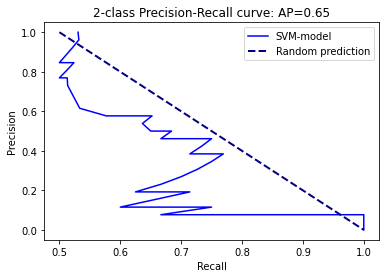 2-class Precision-Recall curve: AP=0.65
SVM-model
Random prediction
Precision
1.0
0.8
0.6
0.4
0.2
0.0
0.5
0.6
0.7
0.8
0.9
1.0
Recall